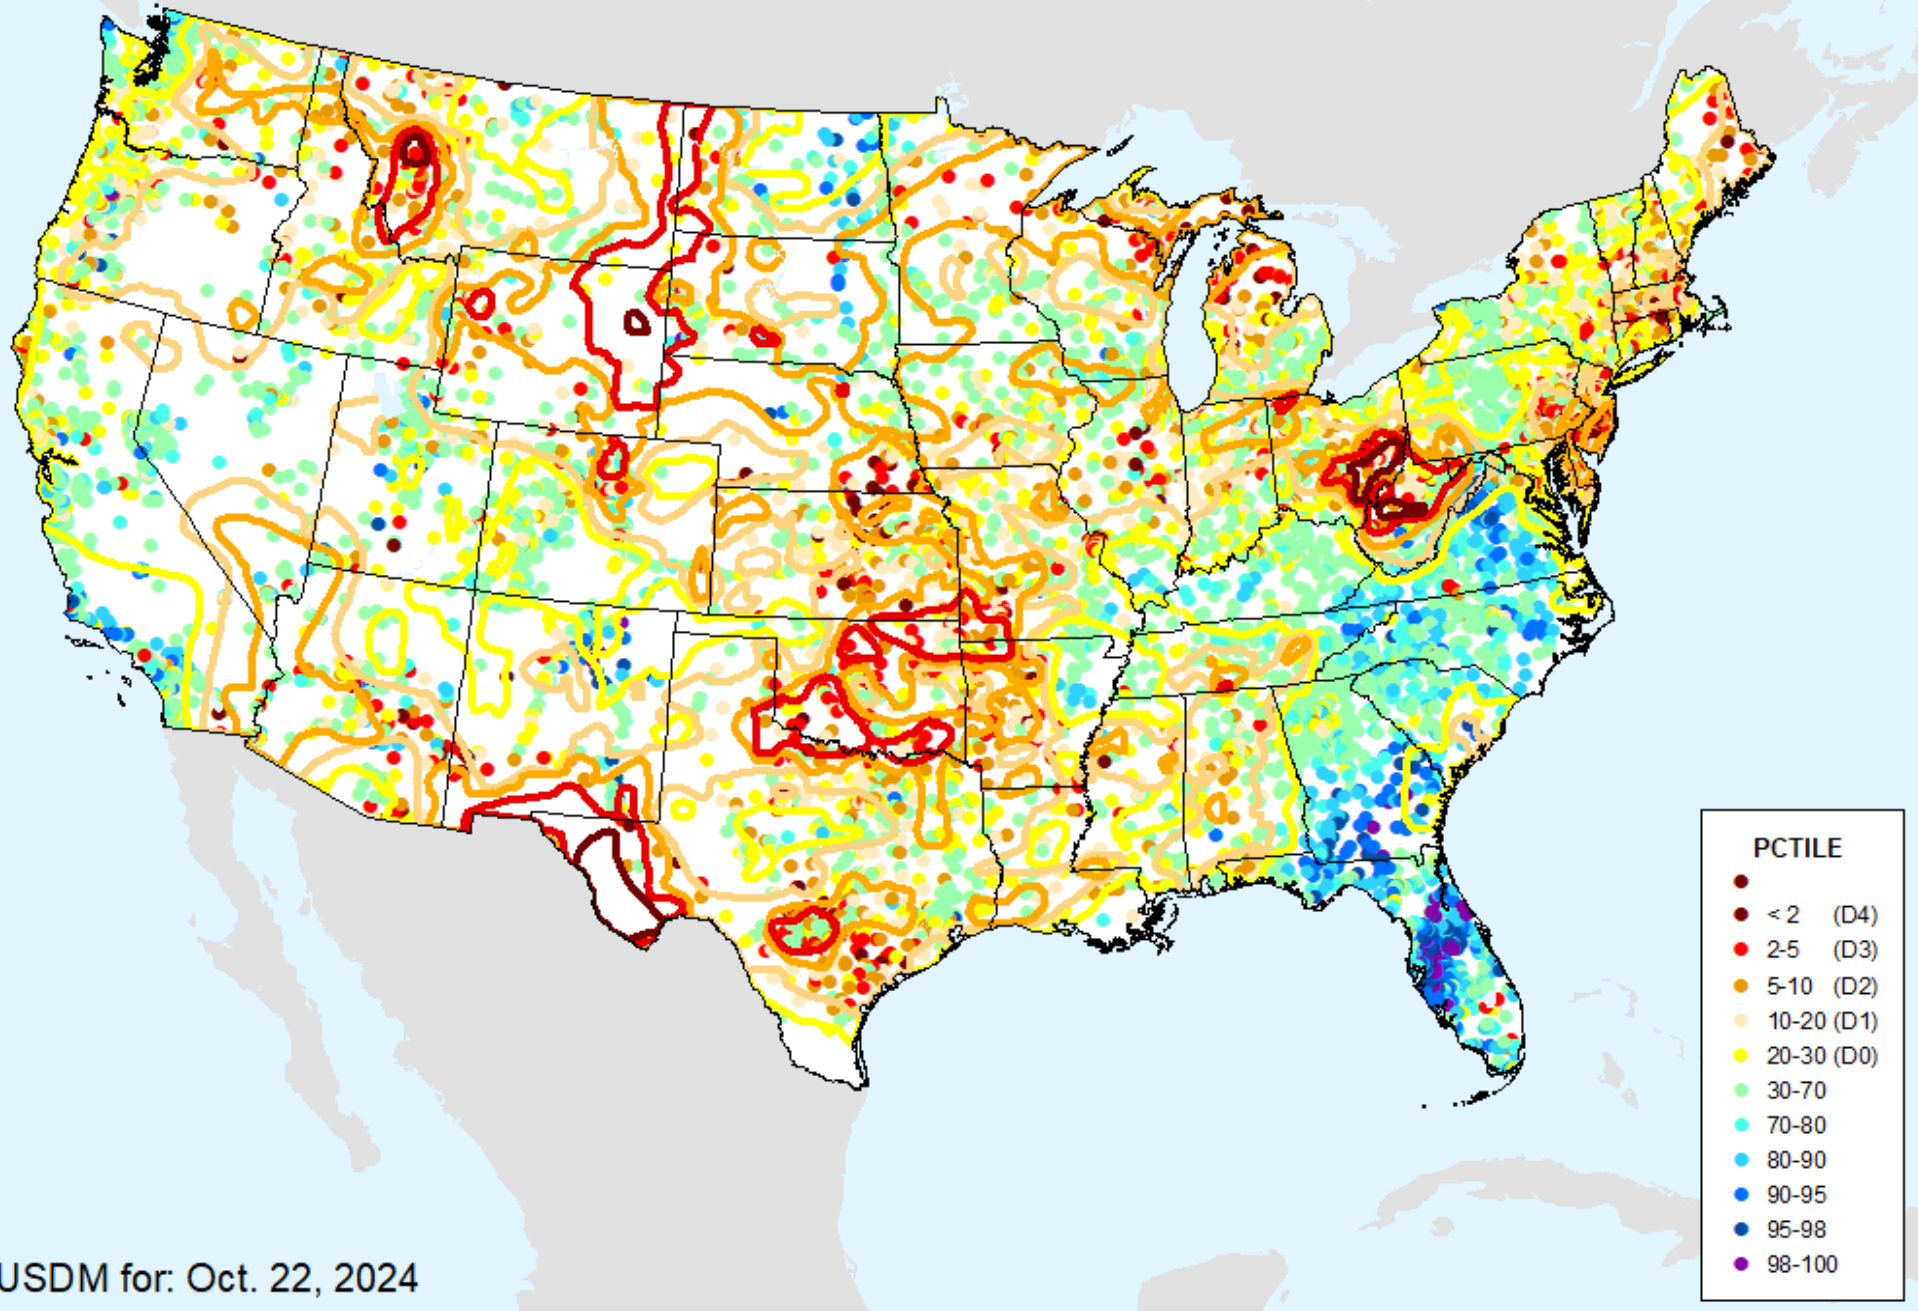 PCTILE
< 2 (D4)
2-5 (D3)
5-10 (D2)
10-20 (D1)
20-30 (D0)
30-70
70-80
80-90
90-95
95-98
98-100
USDM for: Oct. 22, 2024